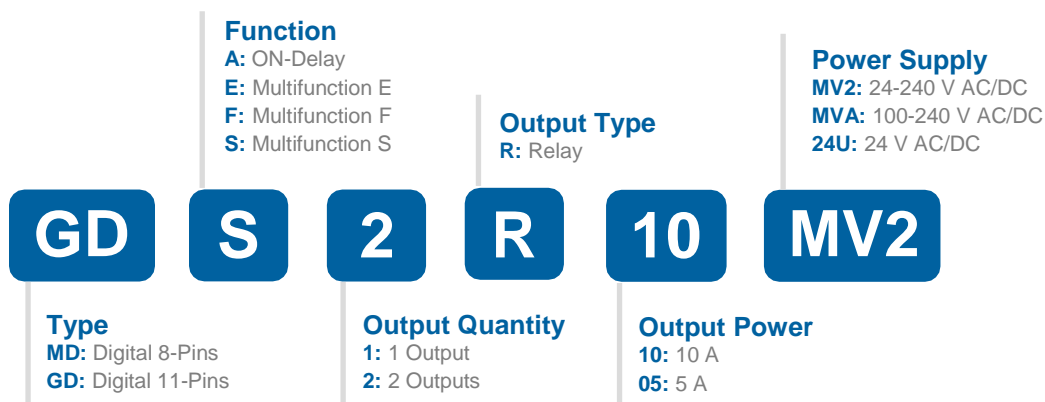 Function
A: ON-Delay
E: Multifunction E
F: Multifunction F
S: Multifunction S
Output Type
R: Relay
Power Supply
MV2: 24-240 V AC/DC
MVA: 100-240 V AC/DC
24U: 24 V AC/DC
GD S 2 R 10 MV2
Type
MD: Digital 8-Pins
GD: Digital 11-Pins
Output Quantity
1: 1 Output
2: 2 Outputs
Output Power
10: 10 A
05: 5 A